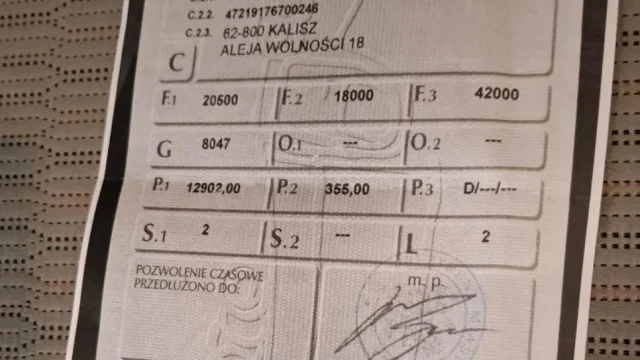 C.2.2. 47219176700246
C.2.3. 62-800 KALISZ
ALEJA WOLNOŚCI 18
C
F.1 20500 F.2 18000 F.3 42000
G 8047 O.1 --- O.2 ---
P.1 12902,00 P.2 355,00 P.3 D/---/---
S.1 2 S.2 --- L 2
POZWOLENIE CZASOWE m. p.
PRZEDŁUŻONO DO: